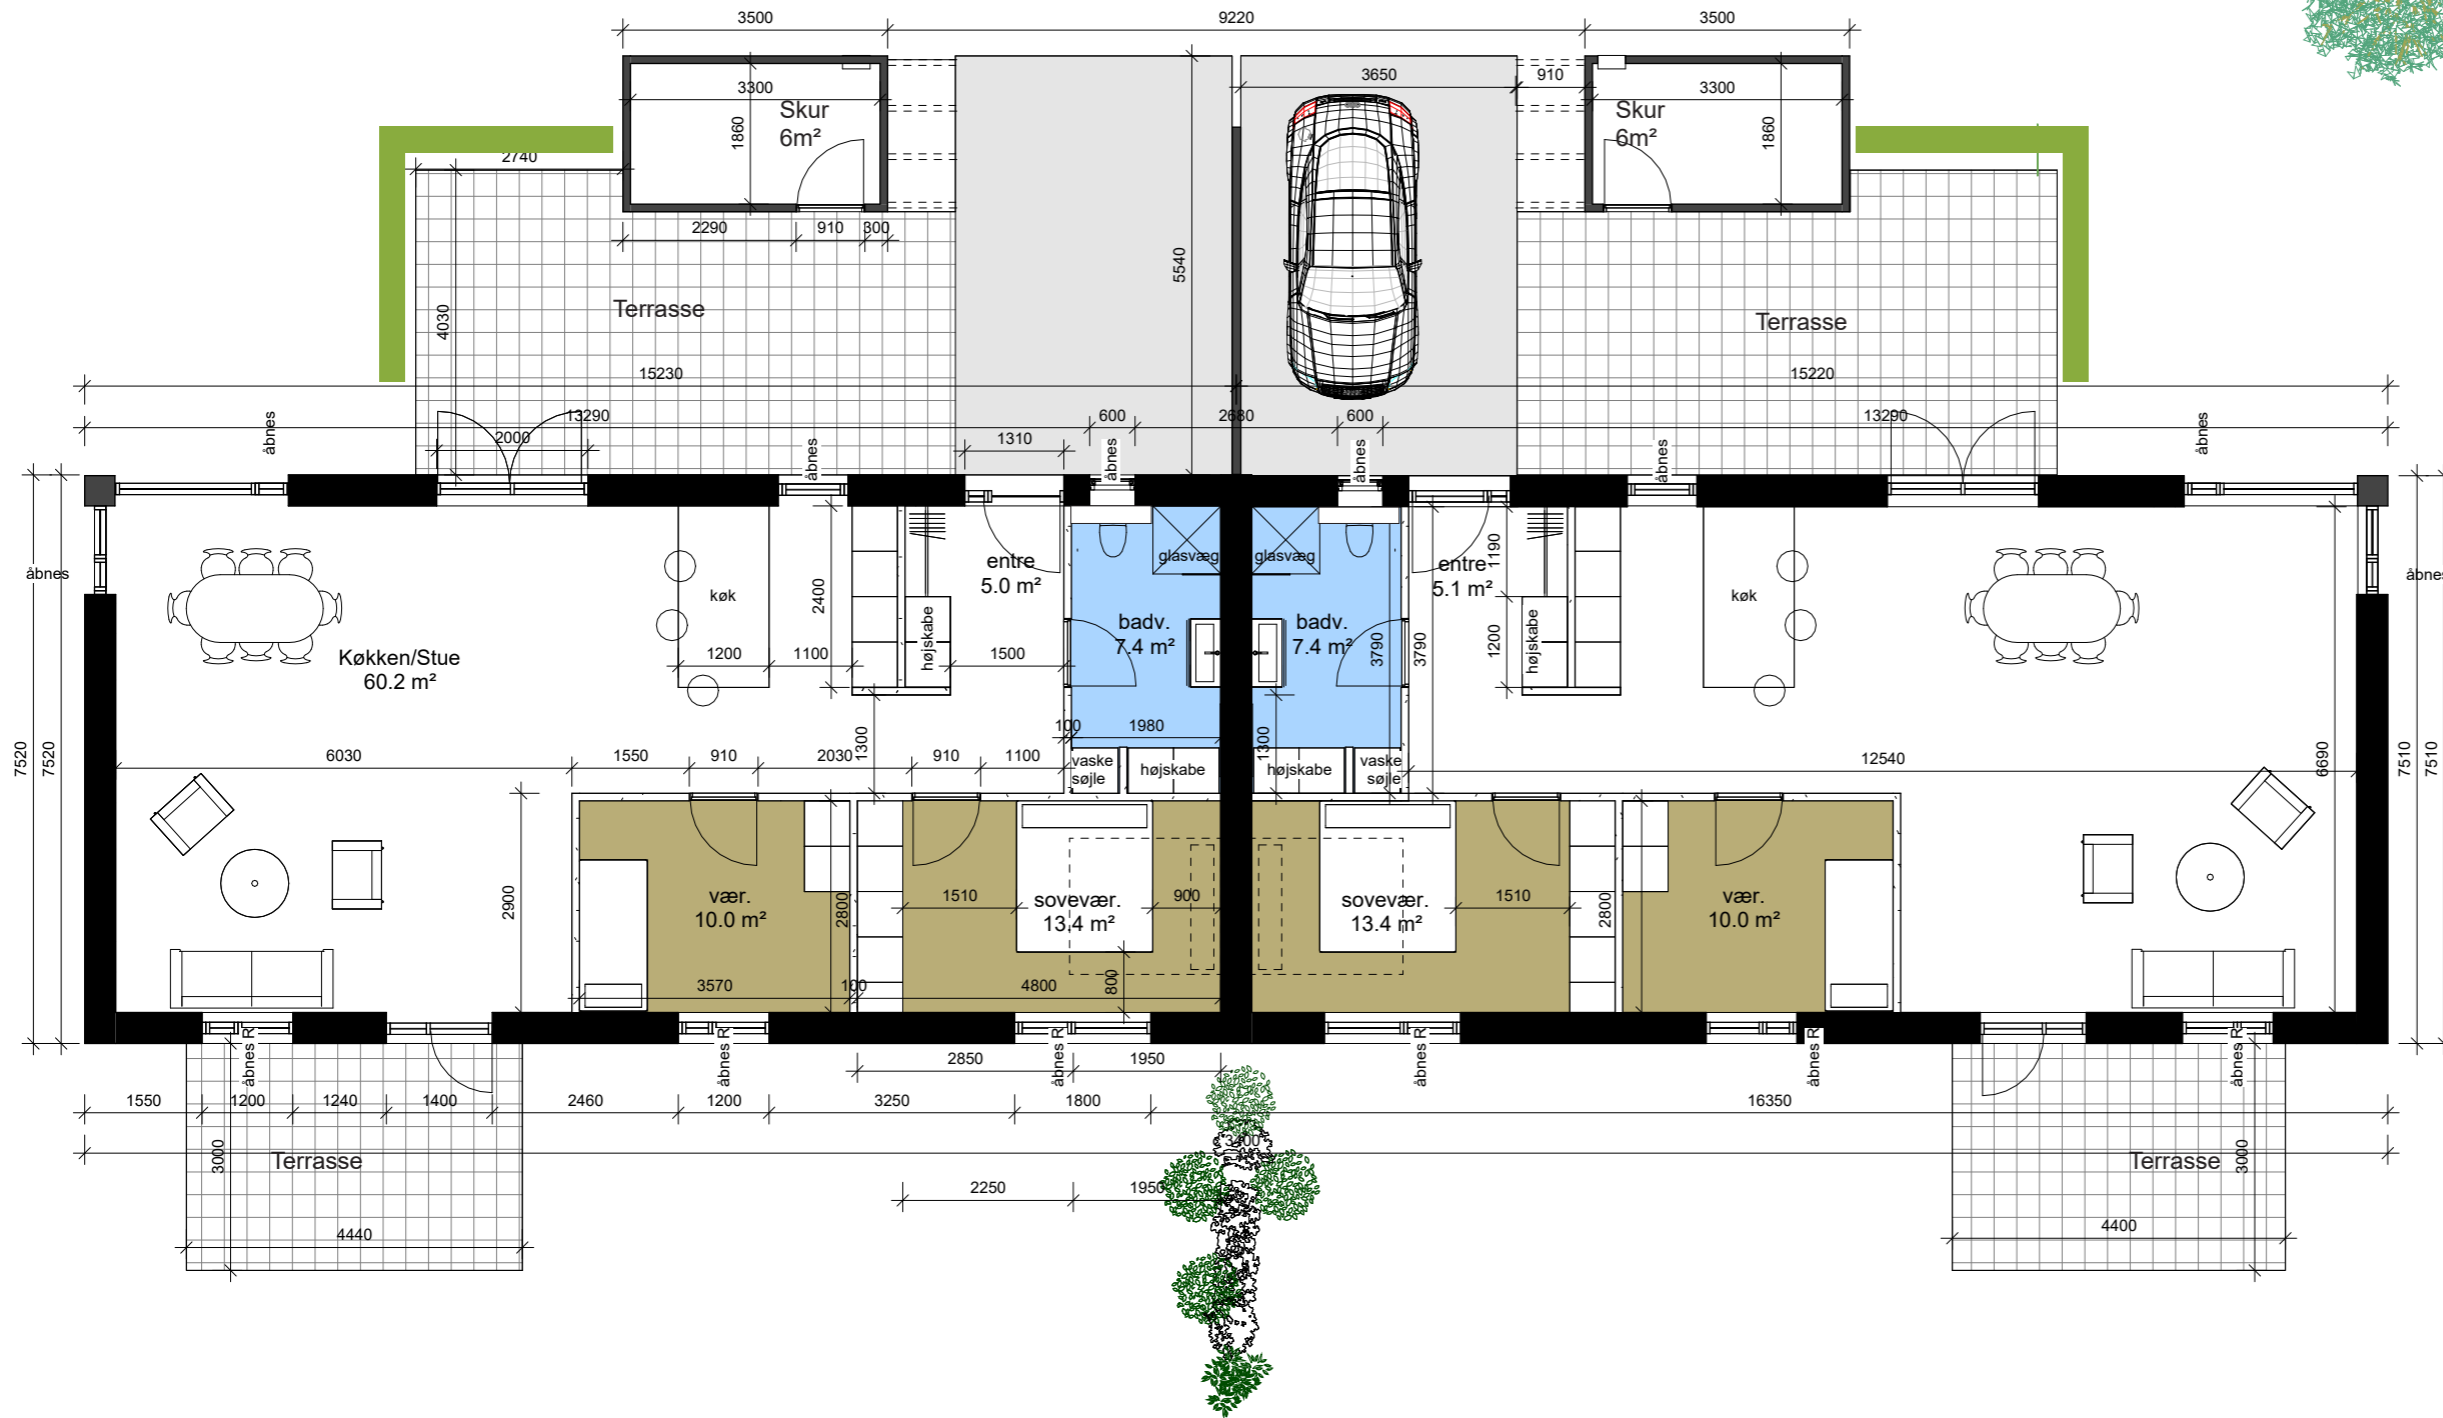 3500
9220
3500
3650
910
3300
3300
Skur
6m²
Skur
6m²
1860
1860
2740
2290
910
300
5540
4030
Terrasse
Terrasse
15230
15220
13290
600
2680
600
13290
2000
1310
åbnes
åbnes
åbnes
åbnes
åbnes
åbnes
7520
7520
7510
7510
åbnes
åbnes
entre
5.0 m²
glasvæg
glasvæg
entre
5.1 m²
1190
køk
køk
2400
højskabe
højskabe
1200
badv.
7.4 m²
badv.
7.4 m²
3790
3790
Køkken/Stue
60.2 m²
1200
1100
1500
100
1980
1300
1300
6030
1550
910
2030
910
1100
vaske
søjle
højskabe
højskabe
vaske
søjle
12540
6690
2900
vær.
10.0 m²
2800
1510
sovevær.
13.4 m²
900
sovevær.
13.4 m²
1510
2800
vær.
10.0 m²
3570
100
4800
800
åbnes R
åbnes R
åbnes R
åbnes R
åbnes R
åbnes R
2850
1950
1550
1200
1240
1400
2460
1200
3250
1800
16350
3400
3000
Terrasse
Terrasse
3000
2250
1950
4440
4400